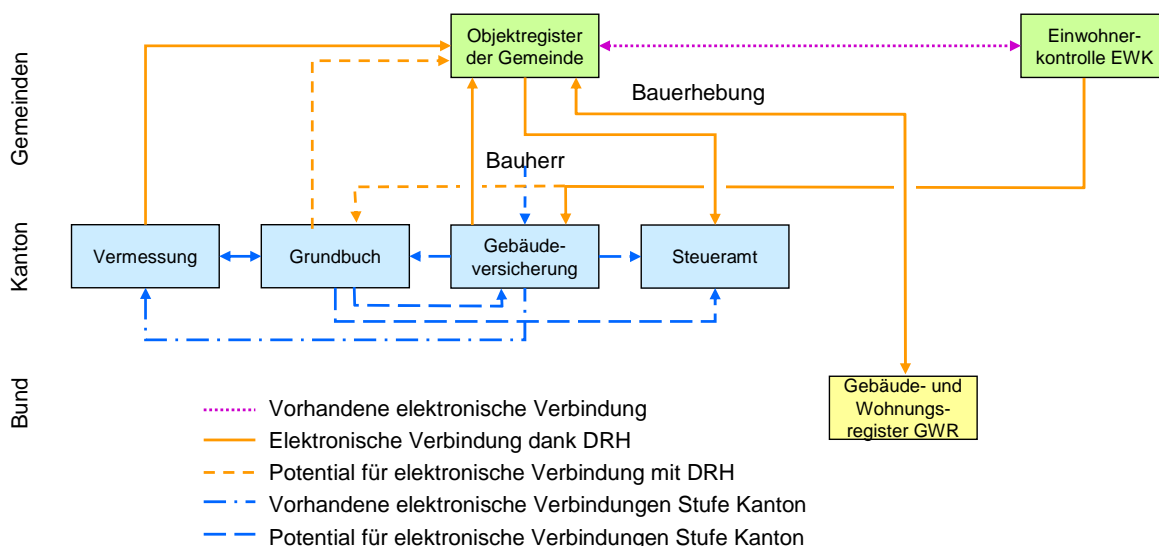 Gemeinden
Objektregister
der Gemeinde
Einwohner-
kontrolle EWK
Bauerhebung
Bauherr
Kanton
Vermessung
Grundbuch
Gebäude-
versicherung
Steueramt
Bund
Gebäude- und
Wohnungs-
register GWR
Vorhandene elektronische Verbindung
Elektronische Verbindung dank DRH
Potential für elektronische Verbindung mit DRH
Vorhandene elektronische Verbindungen Stufe Kanton
Potential für elektronische Verbindungen Stufe Kanton